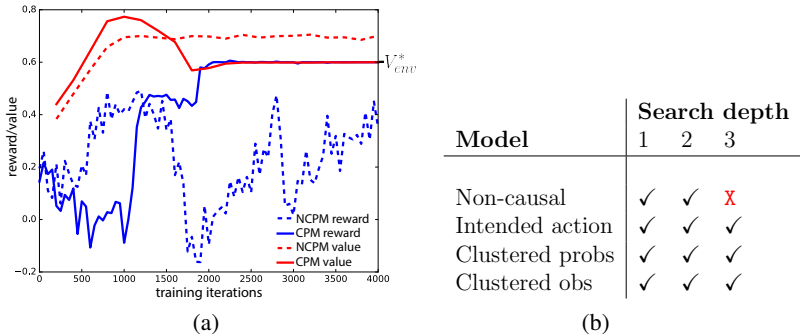 0.8
0.6
0.4
0.2
0.0
−0.2
reward/value
V*env
NCPM reward
CPM reward
NCPM value
CPM value
0 500 1000 1500 2000 2500 3000 3500 4000
training iterations
(a)
Search depth
Model 1 2 3
Non-causal ✓ ✓ X
Intended action ✓ ✓ ✓
Clustered probs ✓ ✓ ✓
Clustered obs ✓ ✓ ✓
(b)